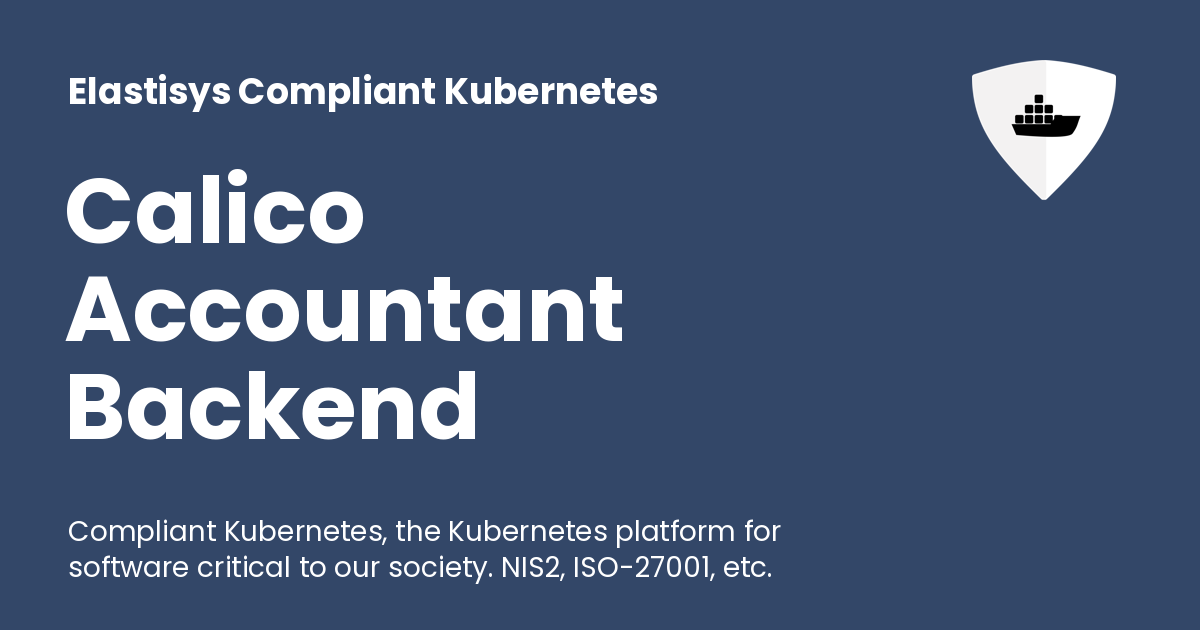 Elastisys Compliant Kubernetes
Calico
Accountant
Backend
Compliant Kubernetes, the Kubernetes platform for
software critical to our society. NIS2, ISO-27001, etc.